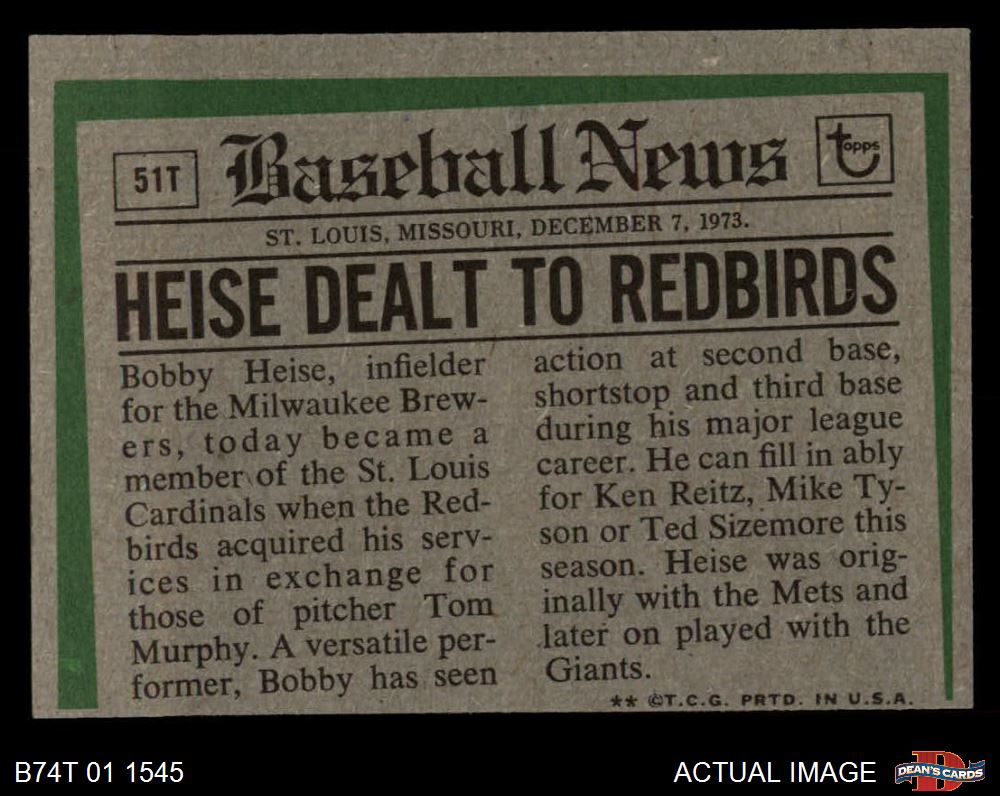 51T
Baseball News
topps
ST. LOUIS, MISSOURI, DECEMBER 7, 1973.
HEISE DEALT TO REDBIRDS
Bobby Heise, infielder
for the Milwaukee Brew-
ers, today became a
member of the St. Louis
Cardinals when the Red-
birds acquired his serv-
ices in exchange for
those of pitcher Tom
Murphy. A versatile per-
former, Bobby has seen
action at second base,
shortstop and third base
during his major league
career. He can fill in ably
for Ken Reitz, Mike Ty-
son or Ted Sizemore this
season. Heise was orig-
inally with the Mets and
later on played with the
Giants.
** ©T.C.G. PRTD. IN U.S.A.
B74T 01 1545
ACTUAL IMAGE
DEAN'S CARDS